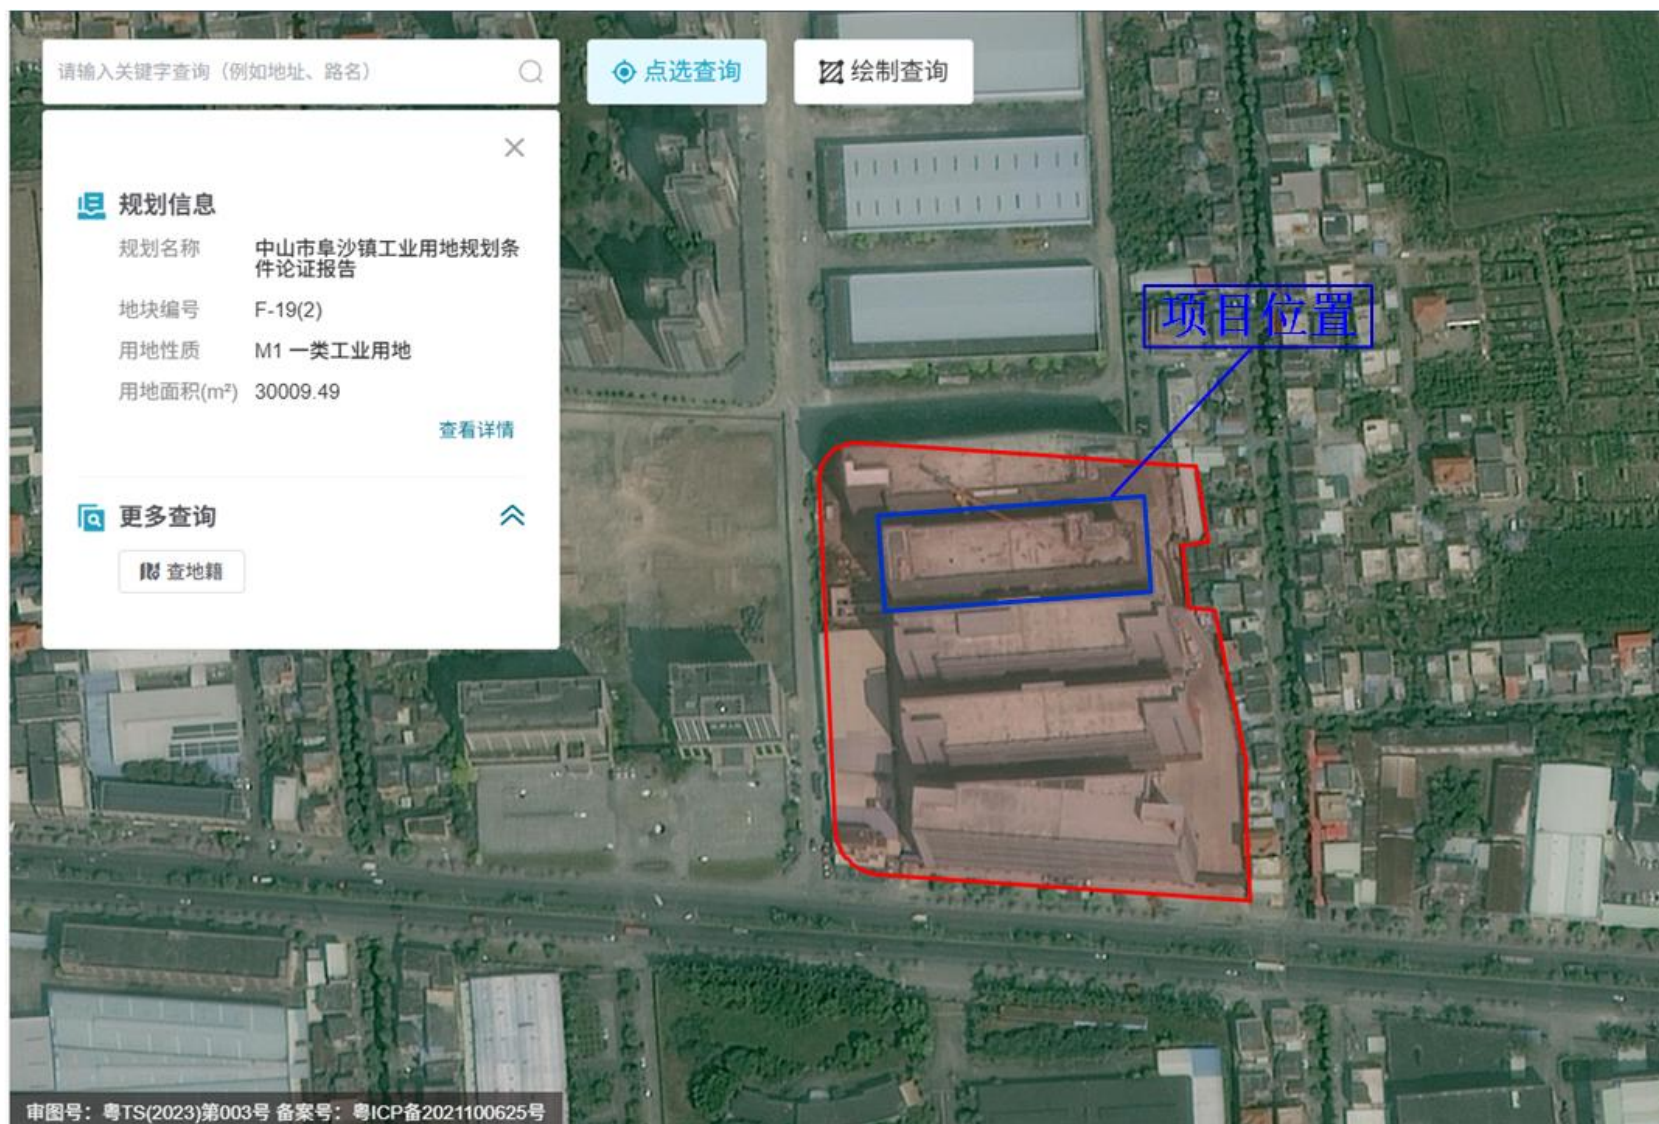 请输入关键字查询（例如地址、路名）
点选查询
绘制查询
规划信息
规划名称 中山市阜沙镇工业用地规划条
件论证报告
地块编号 F-19(2)
用地性质 M1 一类工业用地
用地面积(m²) 30009.49
查看详情
更多查询
查地籍
项目位置
审图号：粤TS(2023)第003号 备案号：粤ICP备2021100625号